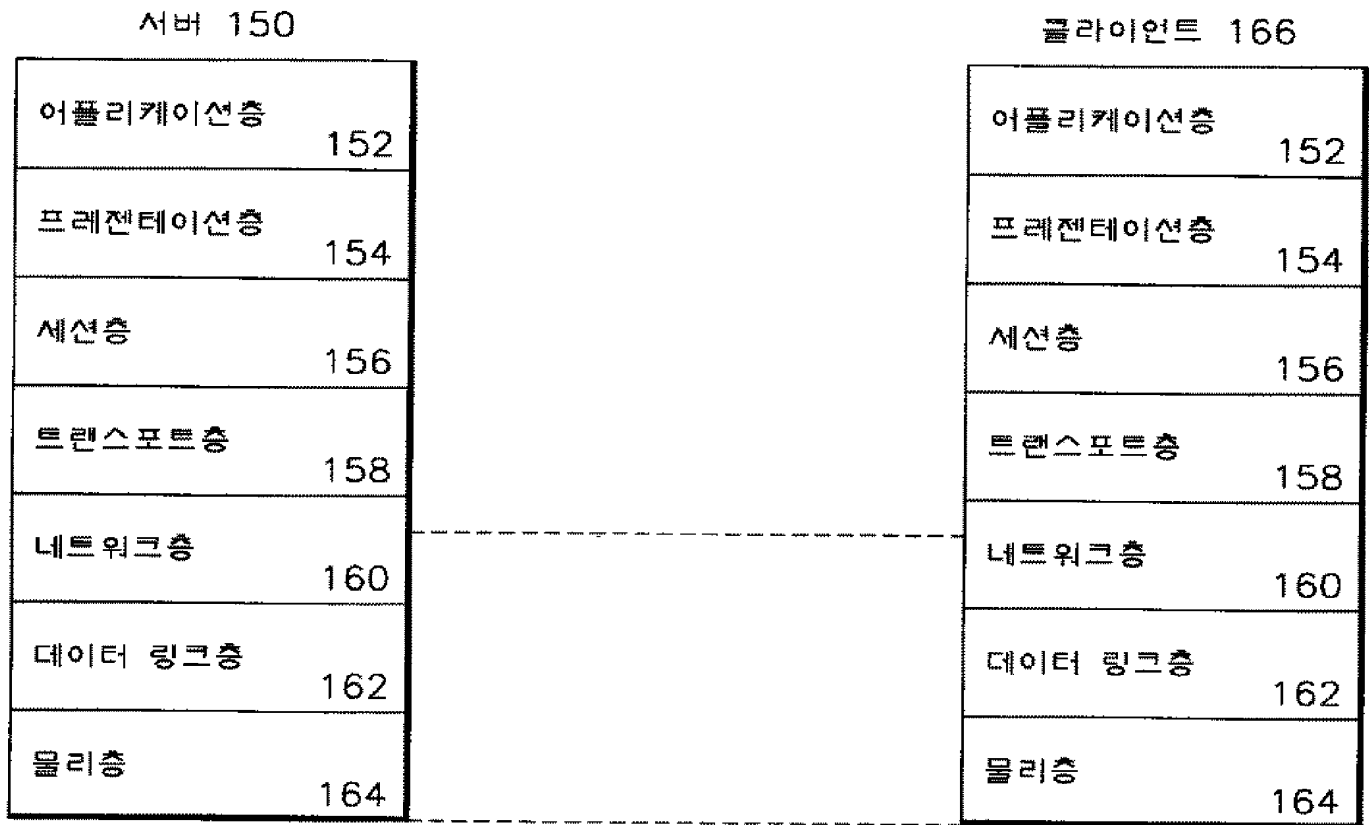 서버 150
어플리케이션층
152
프레젠테이션층
154
세션층
156
트랜스포트층
158
네트워크층
160
데이터 링크층
162
물리층
164
클라이언트 166
어플리케이션층
152
프레젠테이션층
154
세션층
156
트랜스포트층
158
네트워크층
160
데이터 링크층
162
물리층
164